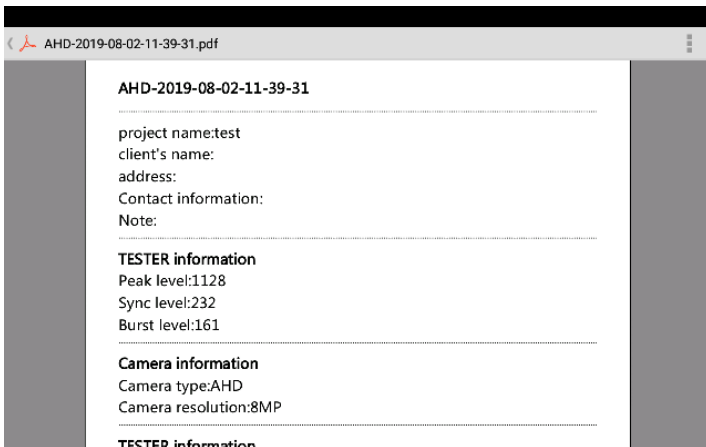 AHD-2019-08-02-11-39-31.pdf
AHD-2019-08-02-11-39-31
project name:test
client's name:
address:
Contact information:
Note:
TESTER information
Peak level:1128
Sync level:232
Burst level:161
Camera information
Camera type:AHD
Camera resolution:8MP
TESTER information